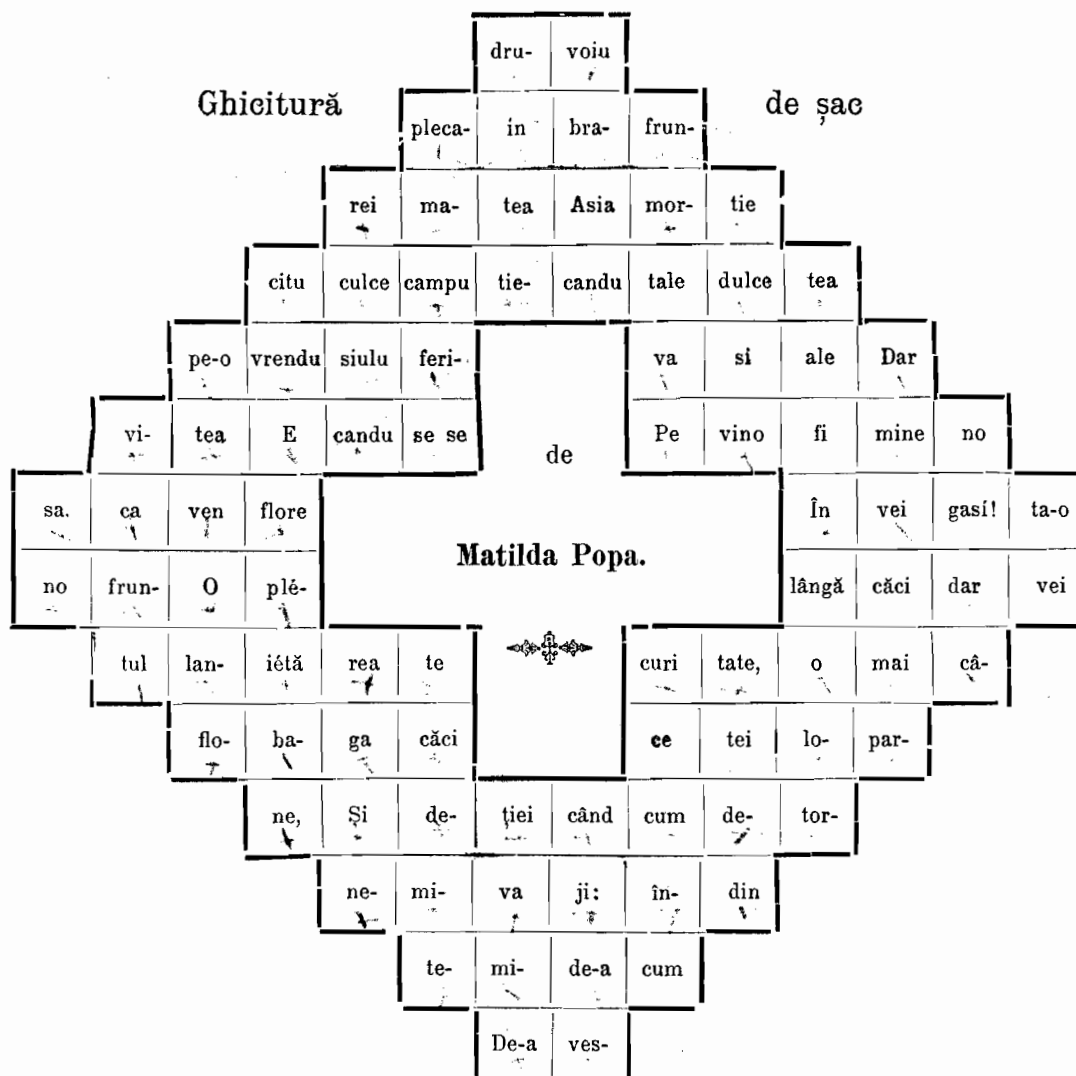 dru- voiu
Ghicitură de șac
pleca- in bra- frun-
rei ma- tea Asia mor- tie
citu culce campu tie- candu tale dulce tea
pe-o vrendu siulu feri- va si ale Dar
vi- tea E candu se se Pe vino fi mine no
de
sa. ca ven flore În vei gasí! ta-o
Matilda Popa.
no frun- O plé- lângă căci dar vei
tul lan- iétă rea te curi tate, o mai câ-
flo- ba- ga căci ce tei lo- par-
ne, Și de- ției când cum de- tor-
ne- mi- va ji: în- din
te- mi- de-a cum
De-a ves-